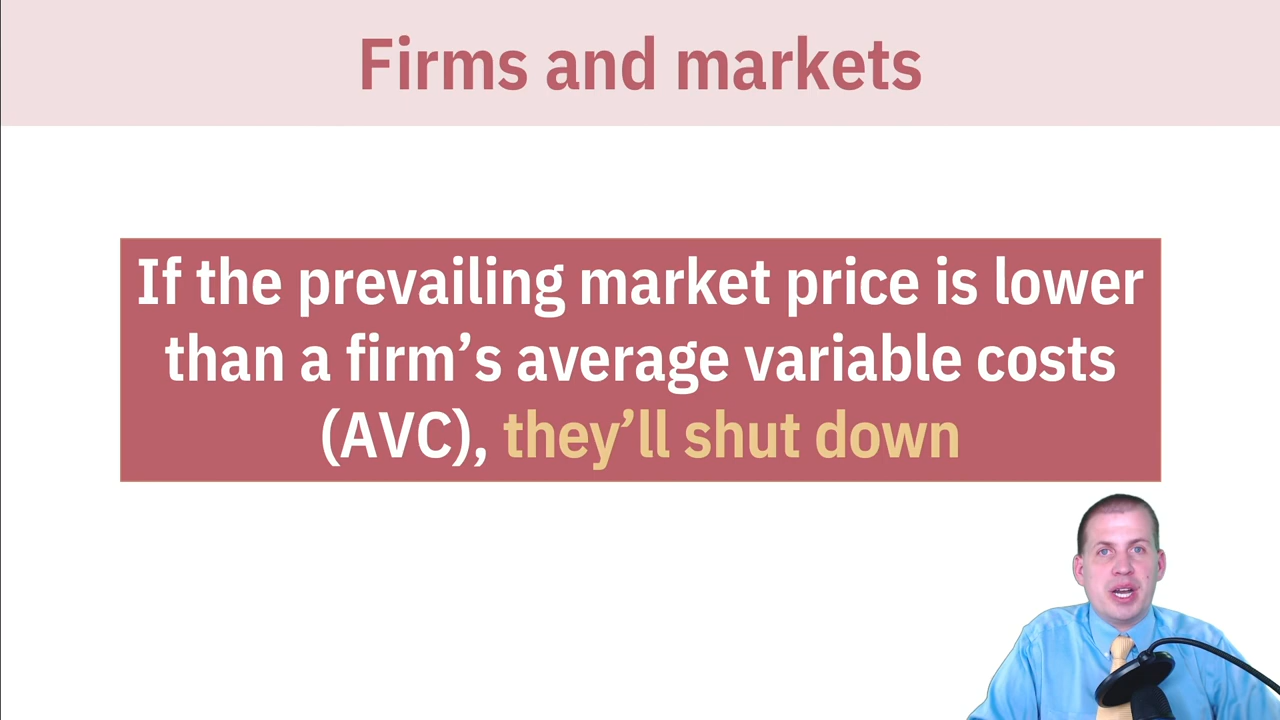 Firms and markets
If the prevailing market price is lower
than a firm’s average variable costs
(AVC), they’ll shut down